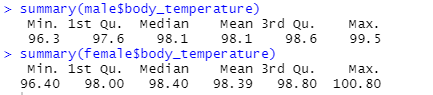 > summary(male$body_temperature)
Min. 1st Qu. Median Mean 3rd Qu. Max.
96.3 97.6 98.1 98.1 98.6 99.5
> summary(female$body_temperature)
Min. 1st Qu. Median Mean 3rd Qu. Max.
96.40 98.00 98.40 98.39 98.80 100.80